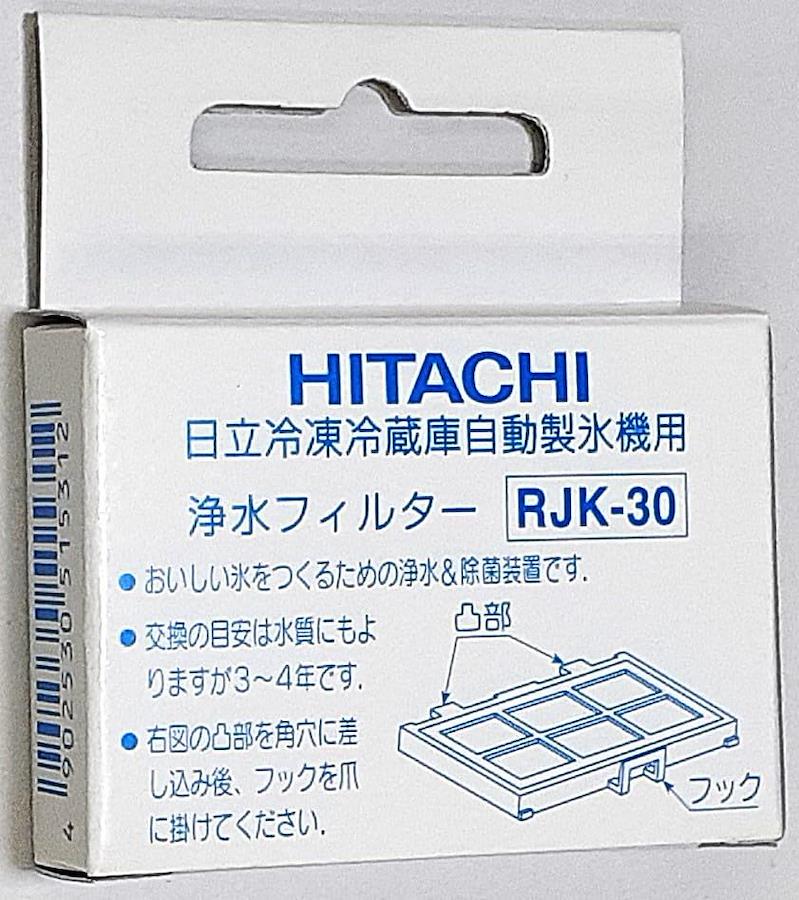 HITACHI
日立冷凍冷蔵庫自動製氷機用
浄水フィルター RJK-30
●おいしい氷をつくるための浄水&除菌装置です.
●交換の目安は水質にもよ
りますが3〜4年です.
●右図の凸部を角穴に差
し込み後、フックを爪
に掛けてください.
凸部
フック
4 902530 515312